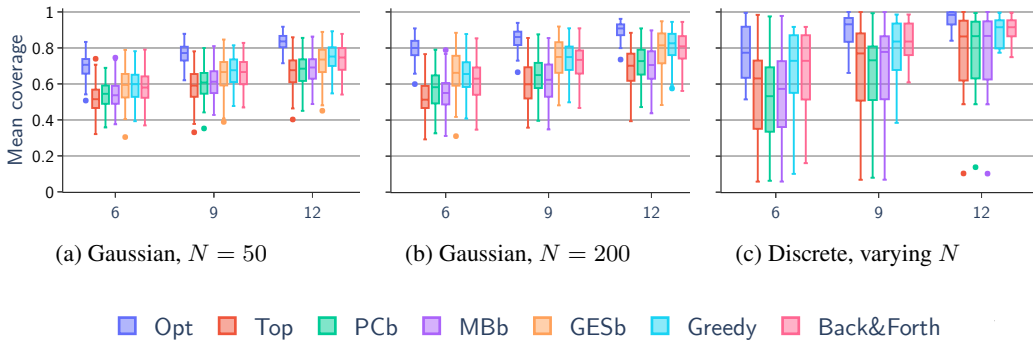 Mean coverage
1
0.8
0.6
0.4
0.2
0
6 9 12
6 9 12
6 9 12
(a) Gaussian, N = 50 (b) Gaussian, N = 200 (c) Discrete, varying N
Opt Top PCb MBb GESb Greedy Back&Forth